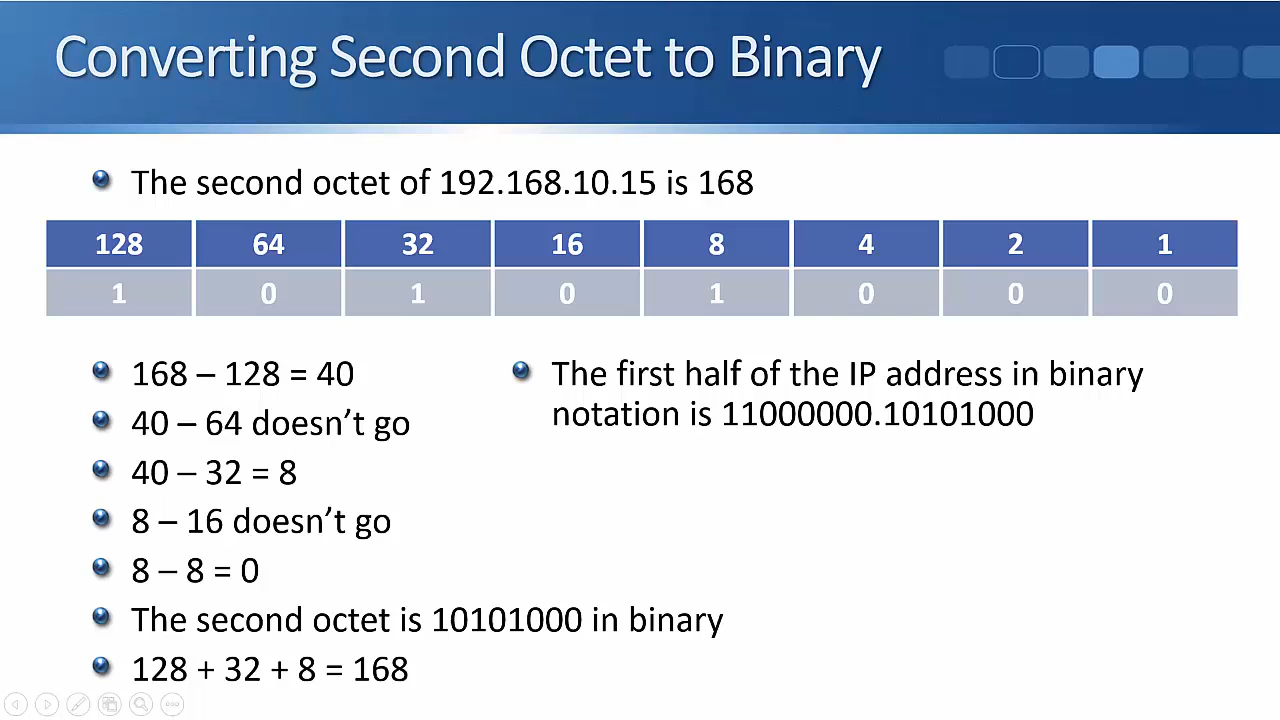 Converting Second Octet to Binary
The second octet of 192.168.10.15 is 168
128 64 32 16 8 4 2 1
1 0 1 0 1 0 0 0
168 – 128 = 40
40 – 64 doesn’t go
40 – 32 = 8
8 – 16 doesn’t go
8 – 8 = 0
The second octet is 10101000 in binary
128 + 32 + 8 = 168
The first half of the IP address in binary
notation is 11000000.10101000